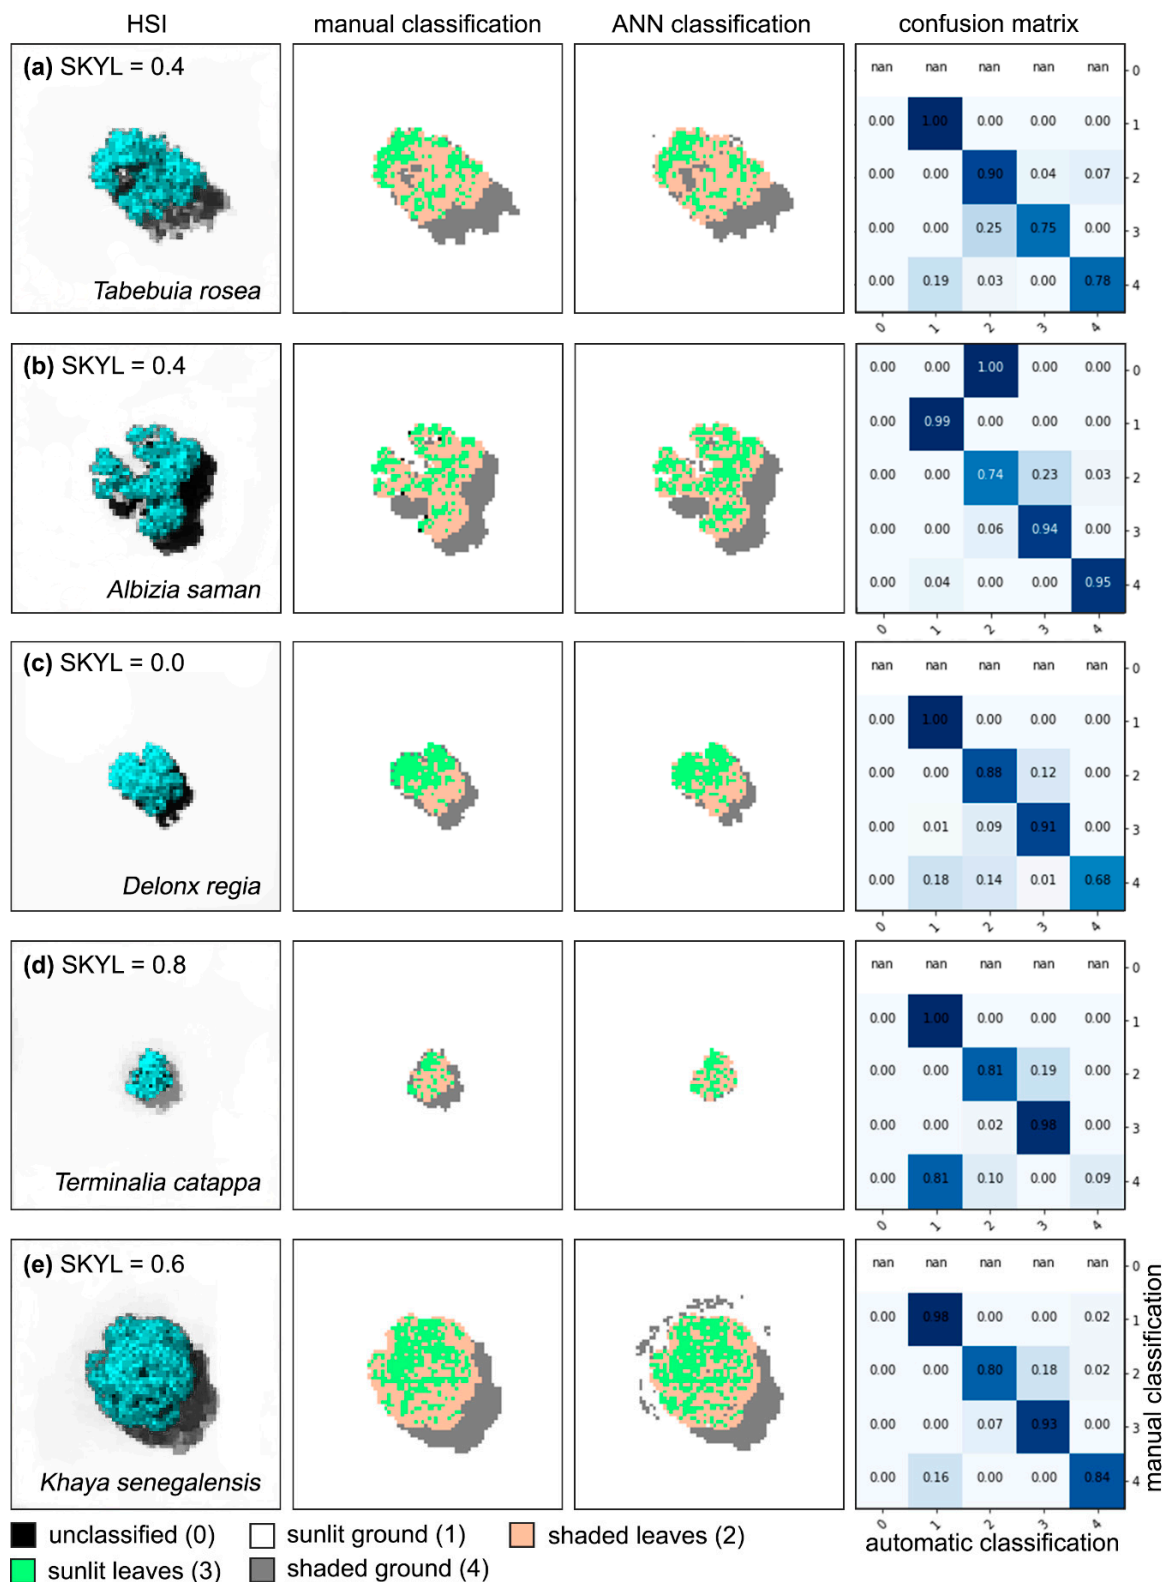 HSI manual classification ANN classification confusion matrix
(a) SKYL = 0.4
Tabebuia rosea
nan nan nan nan nan 0
0.00 1.00 0.00 0.00 0.00 1
0.00 0.00 0.90 0.04 0.07 2
0.00 0.00 0.25 0.75 0.00 3
0.00 0.19 0.03 0.00 0.78 4
0 1 2 3 4
(b) SKYL = 0.4
Albizia saman
0.00 0.00 1.00 0.00 0.00 0
0.00 0.99 0.00 0.00 0.00 1
0.00 0.00 0.74 0.23 0.03 2
0.00 0.00 0.06 0.94 0.00 3
0.00 0.04 0.00 0.00 0.95 4
0 1 2 3 4
(c) SKYL = 0.0
Delonx regia
nan nan nan nan nan 0
0.00 1.00 0.00 0.00 0.00 1
0.00 0.00 0.88 0.12 0.00 2
0.00 0.01 0.09 0.91 0.00 3
0.00 0.18 0.14 0.01 0.68 4
0 1 2 3 4
(d) SKYL = 0.8
Terminalia catappa
nan nan nan nan nan 0
0.00 1.00 0.00 0.00 0.00 1
0.00 0.00 0.81 0.19 0.00 2
0.00 0.00 0.02 0.98 0.00 3
0.00 0.81 0.10 0.00 0.09 4
0 1 2 3 4
(e) SKYL = 0.6
Khaya senegalensis
nan nan nan nan nan 0
0.00 0.98 0.00 0.00 0.02 1
0.00 0.00 0.80 0.18 0.02 2
0.00 0.00 0.07 0.93 0.00 3
0.00 0.16 0.00 0.00 0.84 4
0 1 2 3 4
manual classification
automatic classification
unclassified (0) sunlit ground (1) shaded leaves (2)
sunlit leaves (3) shaded ground (4)